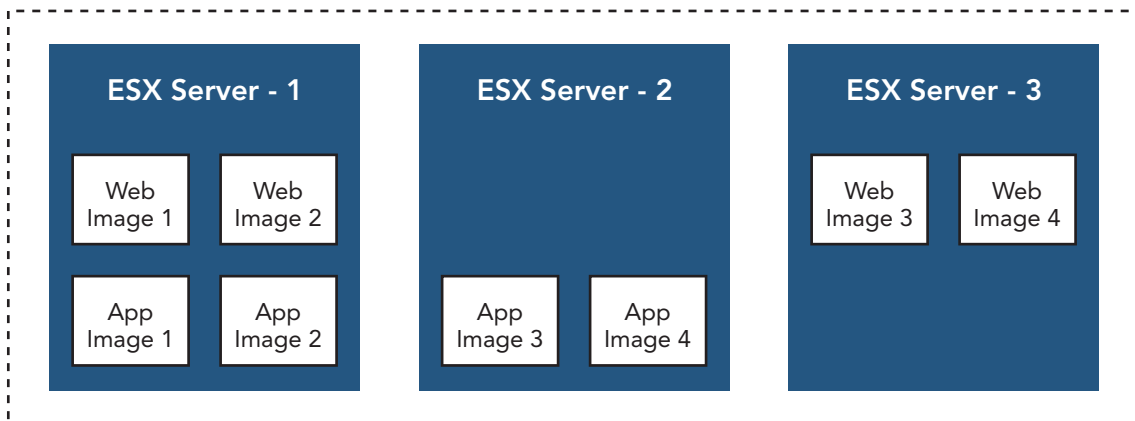 ESX Server - 1
Web
Image 1
Web
Image 2
App
Image 1
App
Image 2
ESX Server - 2
App
Image 3
App
Image 4
ESX Server - 3
Web
Image 3
Web
Image 4